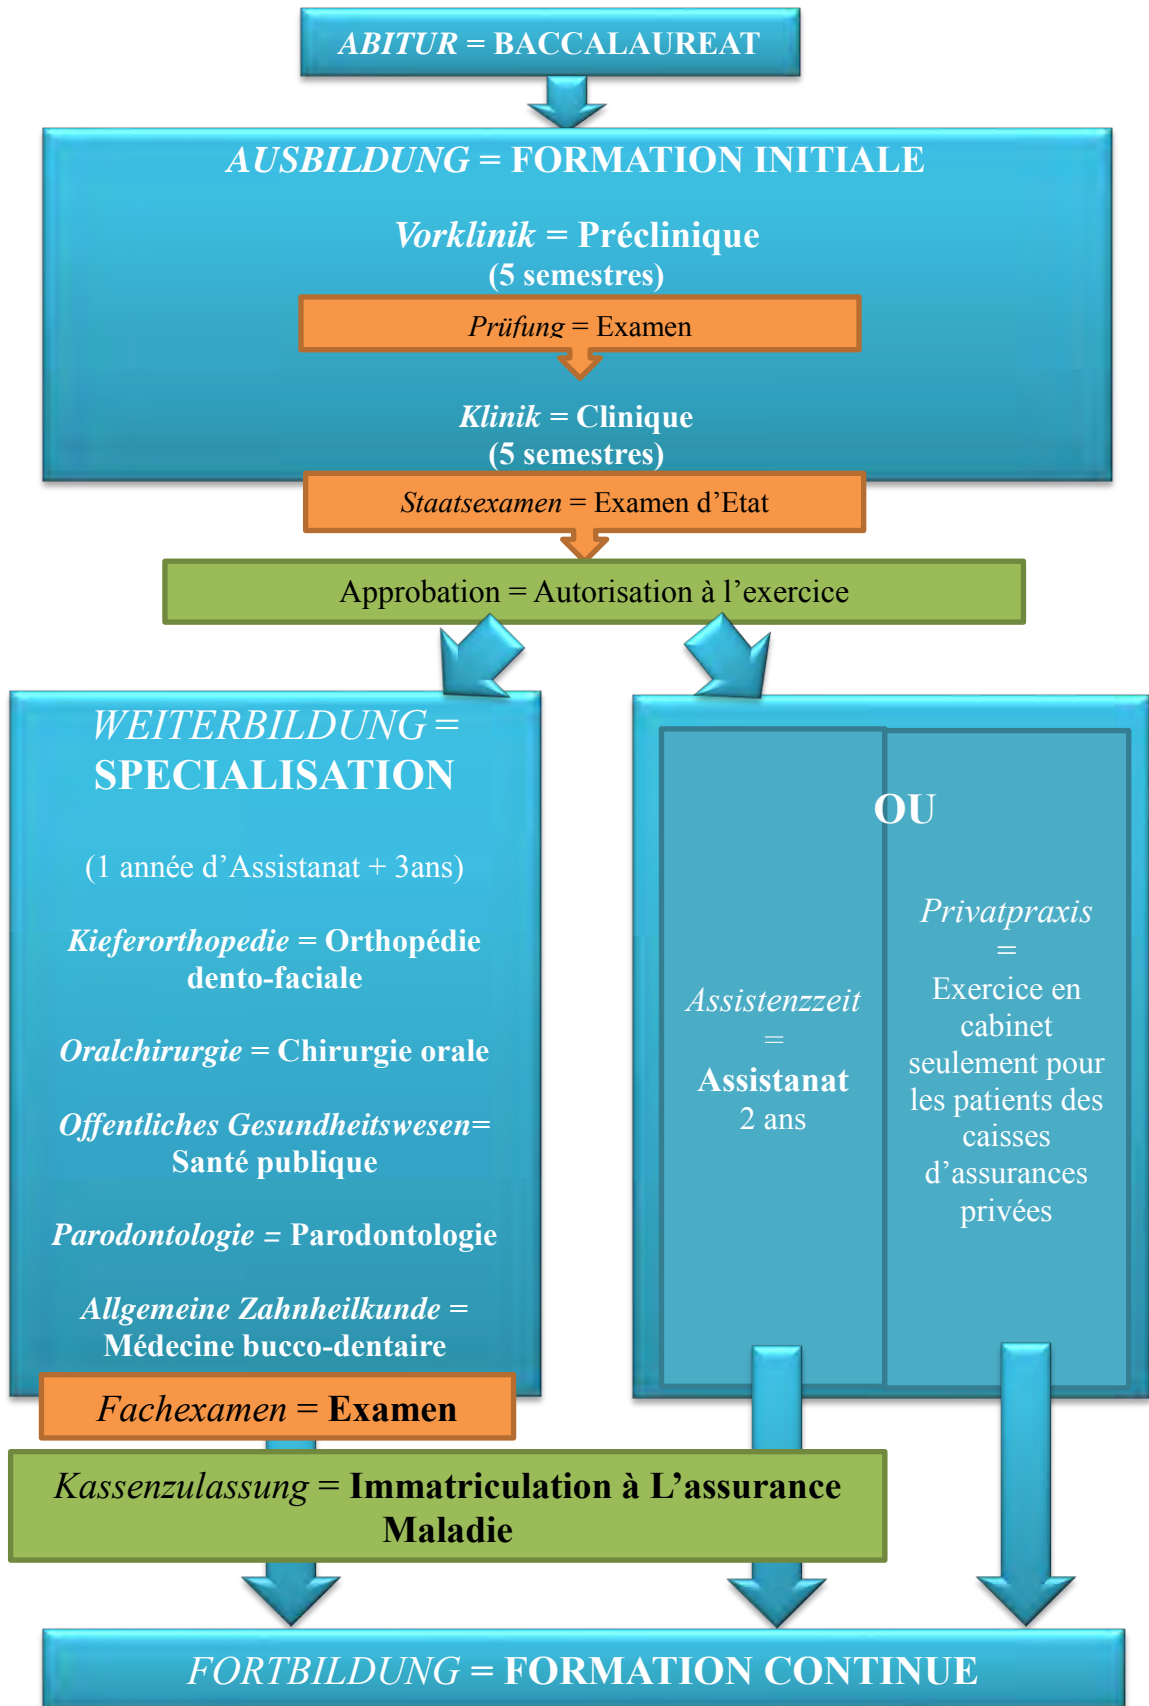 ABITUR = BACCALAUREAT
AUSBILDUNG = FORMATION INITIALE
Vorklinik = Préclinique
(5 semestres)
Prüfung = Examen
Klinik = Clinique
(5 semestres)
Staatsexamen = Examen d’Etat
Approbation = Autorisation à l’exercice
WEITERBILDUNG =
SPECIALISATION
(1 année d’Assistanat + 3ans)
Kieferorthopedie = Orthopédie
dento-faciale
Oralchirurgie = Chirurgie orale
Offentliches Gesundheitswesen=
Santé publique
Parodontologie = Parodontologie
Allgemeine Zahnheilkunde =
Médecine bucco-dentaire
Fachexamen = Examen
OU
Assistenzzeit
=
Assistanat
2 ans
Privatpraxis
=
Exercice en
cabinet
seulement pour
les patients des
caisses
d’assurances
privées
Kassenzulassung = Immatriculation à L’assurance
Maladie
FORTBILDUNG = FORMATION CONTINUE